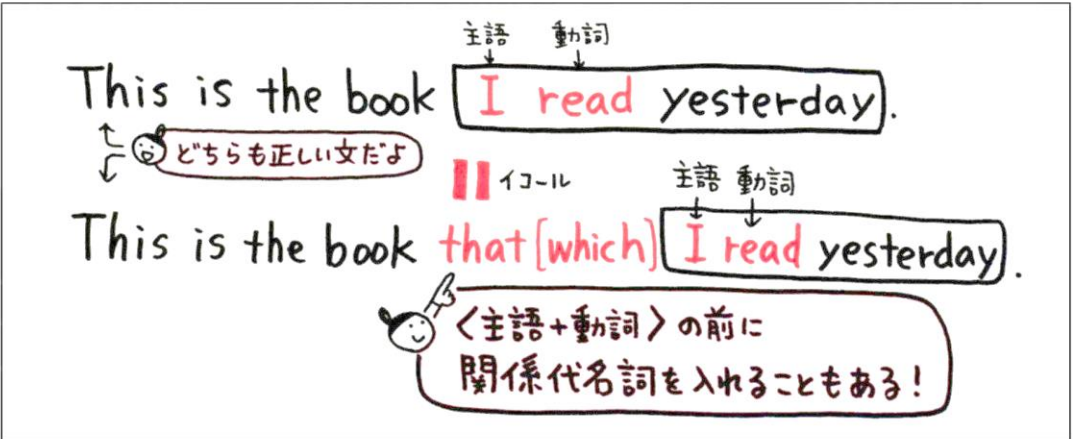 主語 動詞
This is the book I read yesterday.
どちらも正しい文だよ
イコール
主語 動詞
This is the book that[which] I read yesterday.
〈主語+動詞〉の前に
関係代名詞を入れることもある!